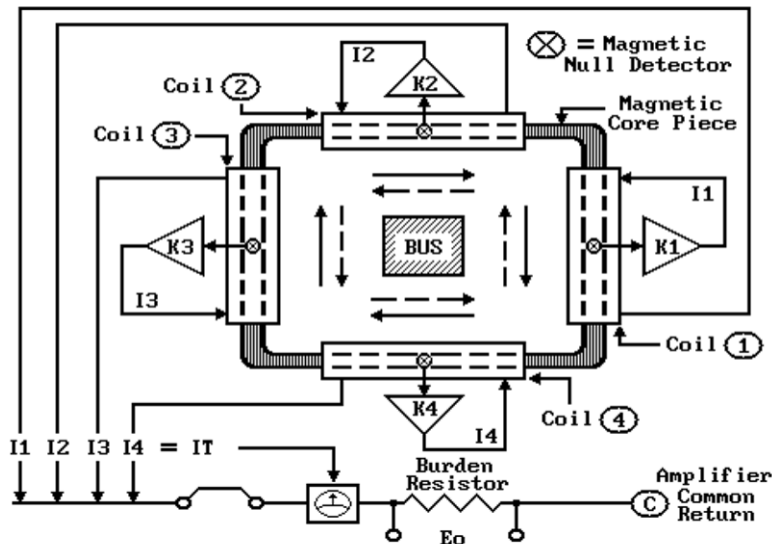 I2
K2
= Magnetic
Null Detector
Coil 2
Magnetic
Core Piece
Coil 3
I1
K3
BUS
K1
I3
Coil 1
K4
I4
Coil 4
I1 I2 I3 I4 = IT
Burden
Resistor
Amplifier
Common
Return
C
Eo